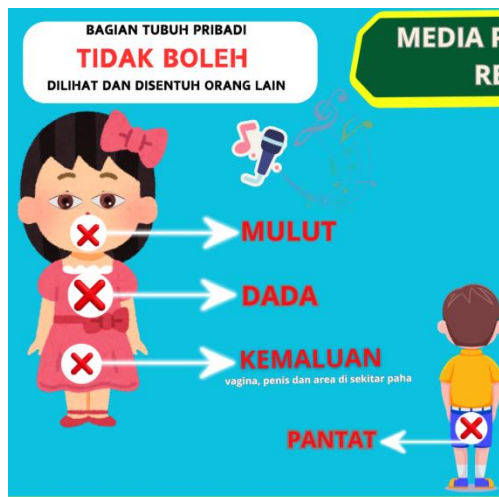 BAGIAN TUBUH PRIBADI
TIDAK BOLEH
DILIHAT DAN DISENTUH ORANG LAIN
MEDIA
MULUT
DADA
KEMALUAN
vagina, penis dan area di sekitar paha
PANTAT